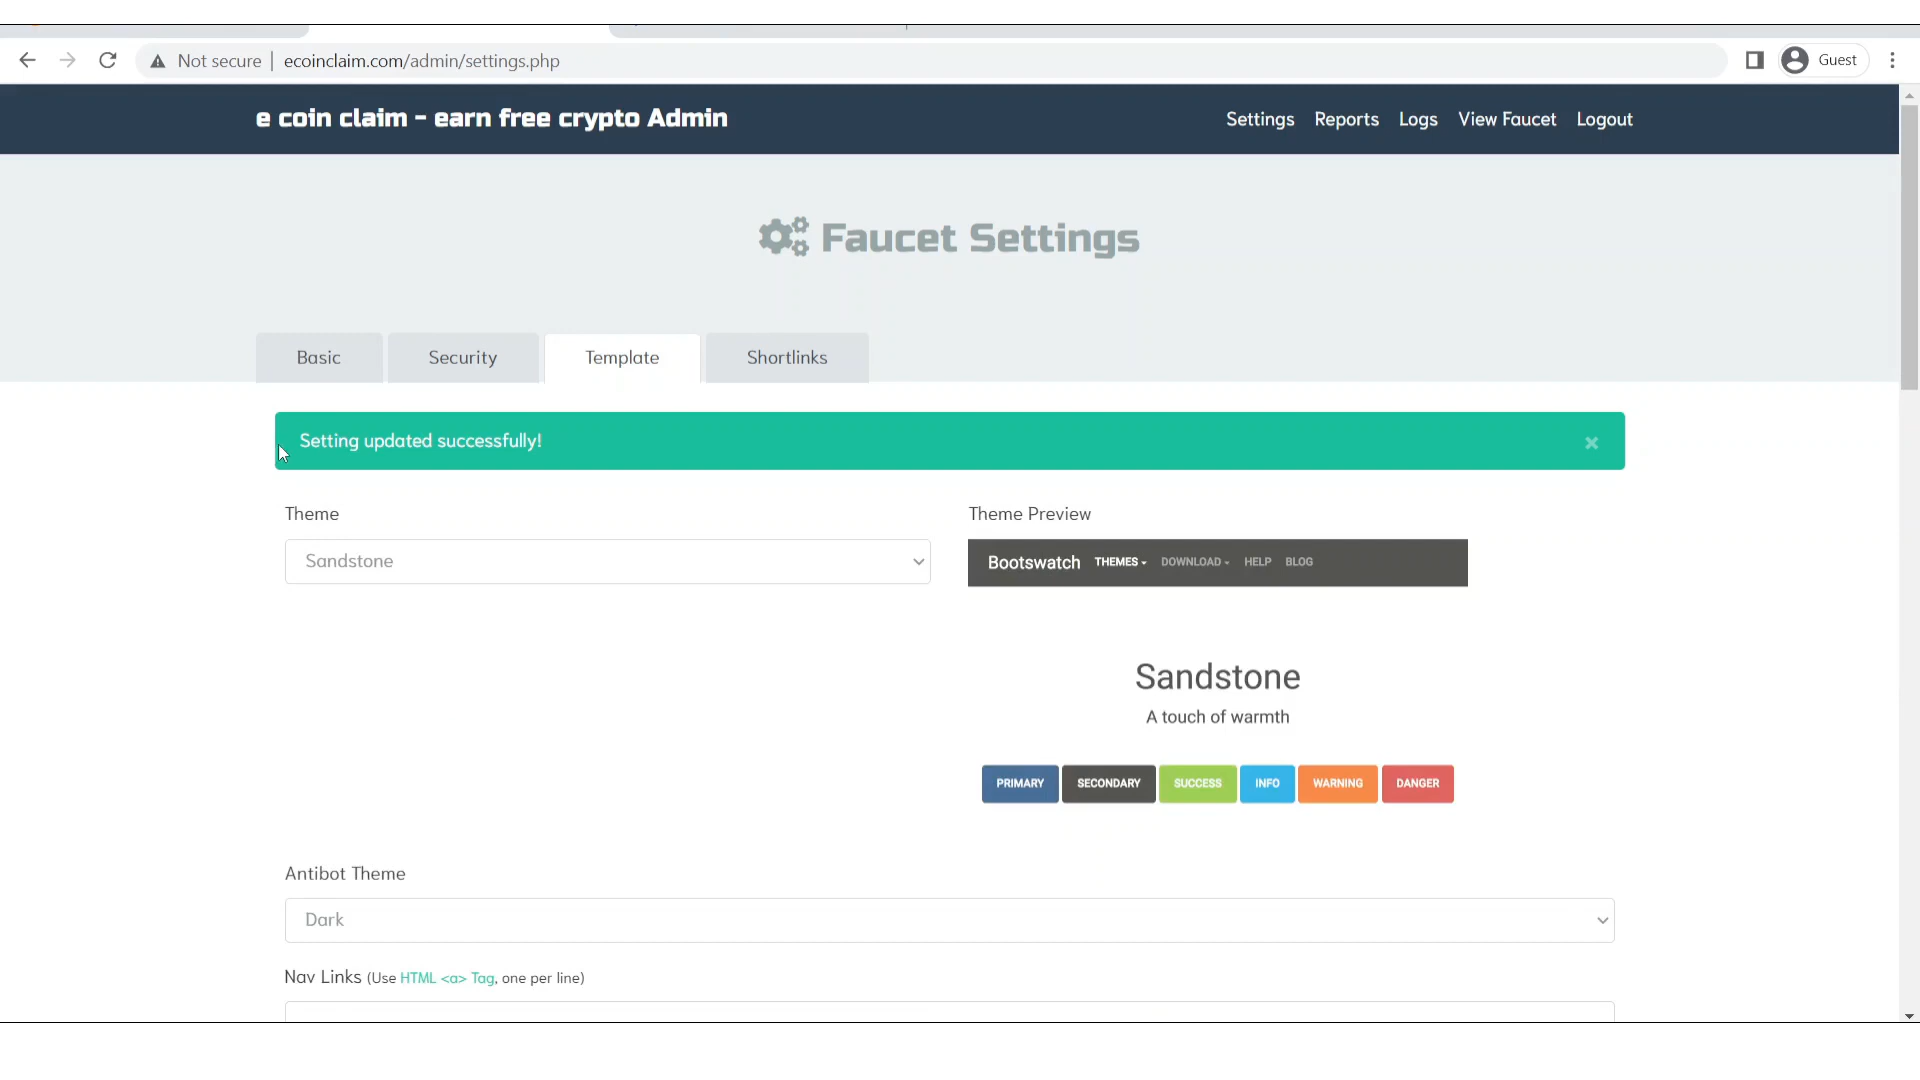 Not secure | ecoinclaim.com/admin/settings.php Guest
e coin claim - earn free crypto Admin Settings Reports Logs View Faucet Logout
Faucet Settings
Basic Security Template Shortlinks
Setting updated successfully! ×
Theme Theme Preview
Sandstone Bootswatch THEMES DOWNLOAD HELP BLOG
Sandstone
A touch of warmth
PRIMARY SECONDARY SUCCESS INFO WARNING DANGER
Antibot Theme
Dark
Nav Links (Use HTML <a> Tag, one per line)